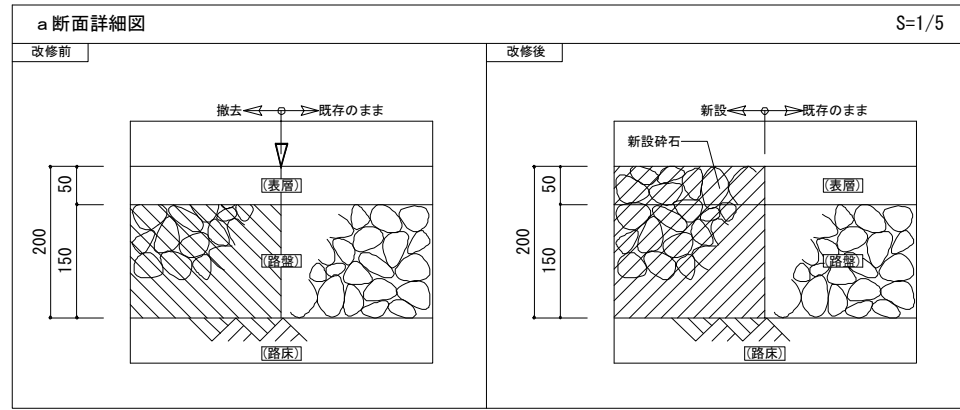 a断面詳細図
S=1/5
改修前
撤去
既存のまま
(表層)
(路盤)
(路床)
50
150
200
改修後
新設
既存のまま
新設砕石
(表層)
(路盤)
(路床)
50
150
200